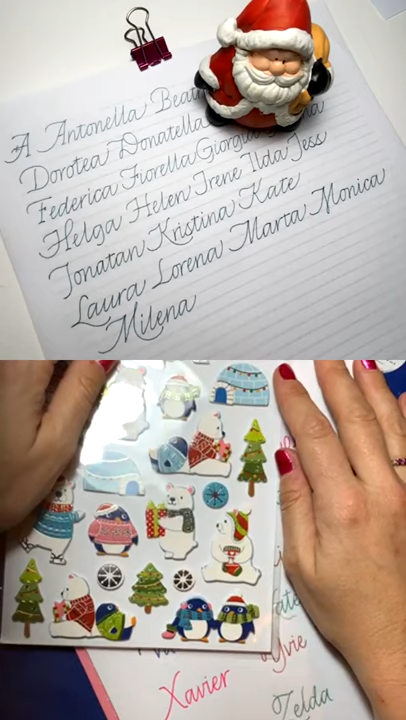 A Antonella
Dorotea Donatella
Federica Fiorella Giorgia
Helga Helen Irene Ilda Jess
Jonatan Kristina Kate
Laura Lorena Marta Monica
Milena
Xavier
Zelda